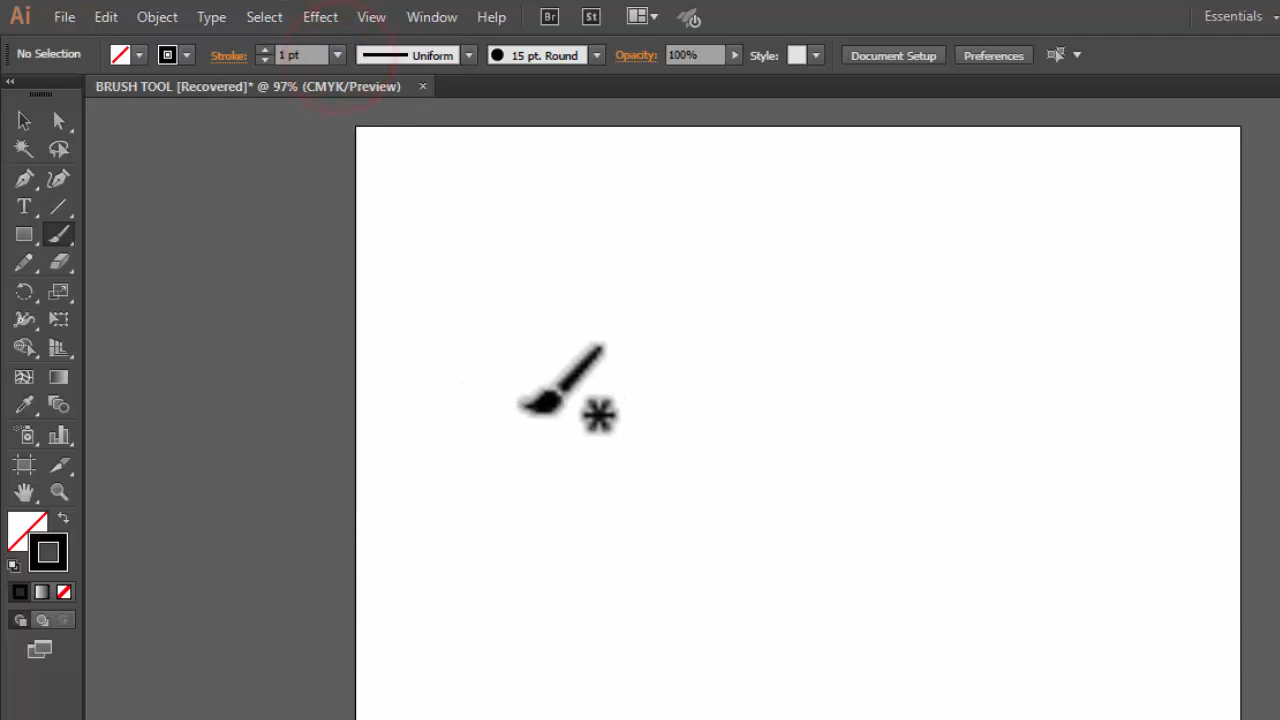 Ai File Edit Object Type Select Effect View Window Help Br St Essentials
No Selection Stroke: 1 pt Uniform 15 pt. Round Opacity: 100% Style: Document Setup Preferences
BRUSH TOOL [Recovered]* @ 97% (CMYK/Preview) ×
T